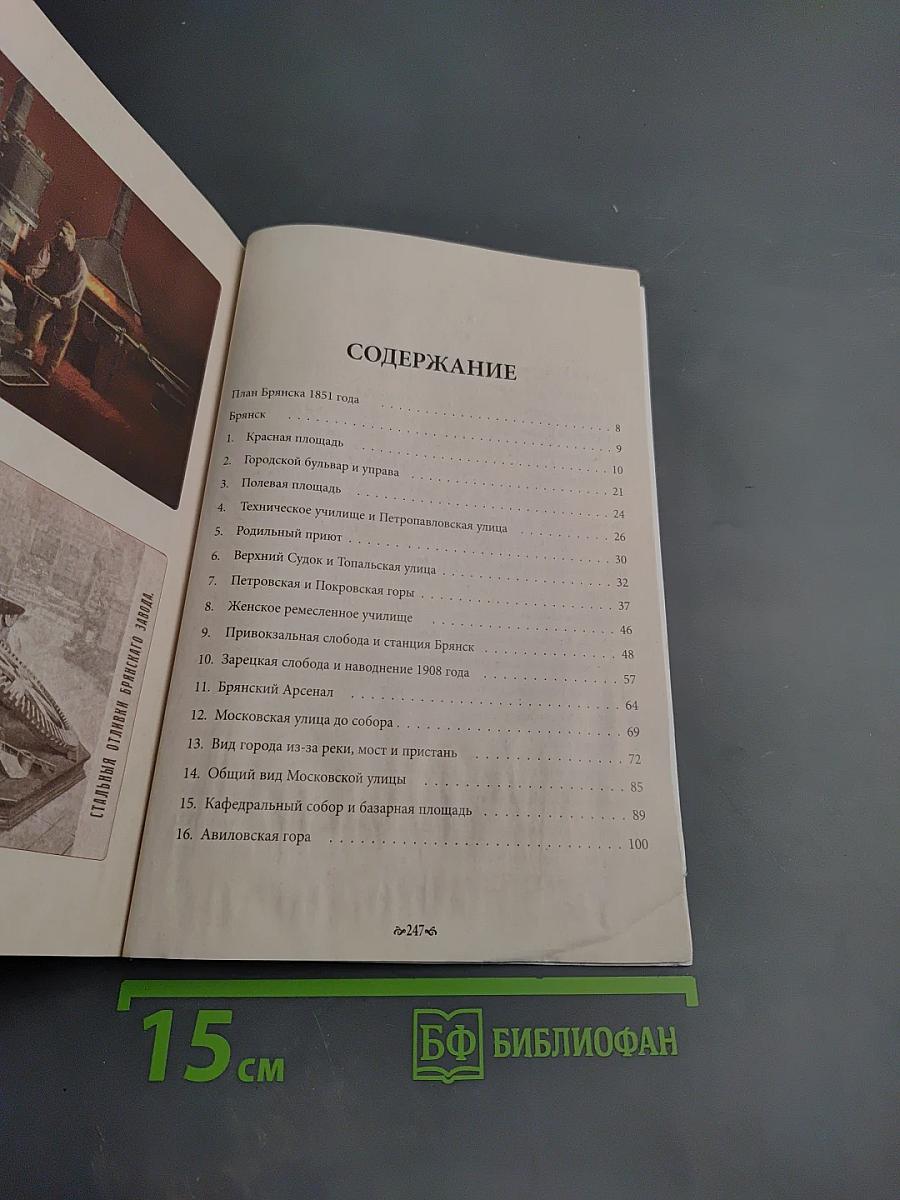 СТАЛЬНЫЯ ОТЛИВКИ БРЯНСКАГО ЗАВОДА.
СОДЕРЖАНИЕ
План Брянска 1851 года 8
Брянск 9
1. Красная площадь 10
2. Городской бульвар и управа 21
3. Полевая площадь 24
4. Техническое училище и Петропавловская улица 26
5. Родильный приют 30
6. Верхний Судок и Топальская улица 32
7. Петровская и Покровская горы 37
8. Женское ремесленное училище 46
9. Привокзальная слобода и станция Брянск 48
10. Зарецкая слобода и наводнение 1908 года 57
11. Брянский Арсенал 64
12. Московская улица до собора 69
13. Вид города из-за реки, мост и пристань 72
14. Общий вид Московской улицы 85
15. Кафедральный собор и базарная площадь 89
16. Авиловская гора 100
247
15 см
БФ БИБЛИОФАН